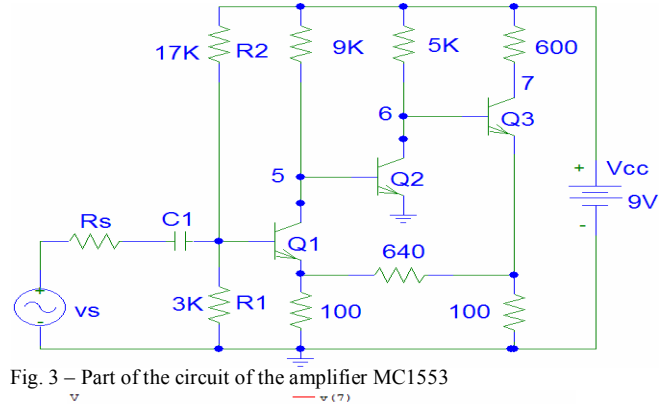 17K R2 9K 5K 600
7
6 Q3
5 Q2 + Vcc
9V
-
Rs C1 Q1 640
+
vs
-
3K R1 100 100
Fig. 3 – Part of the circuit of the amplifier MC1553
v(7)